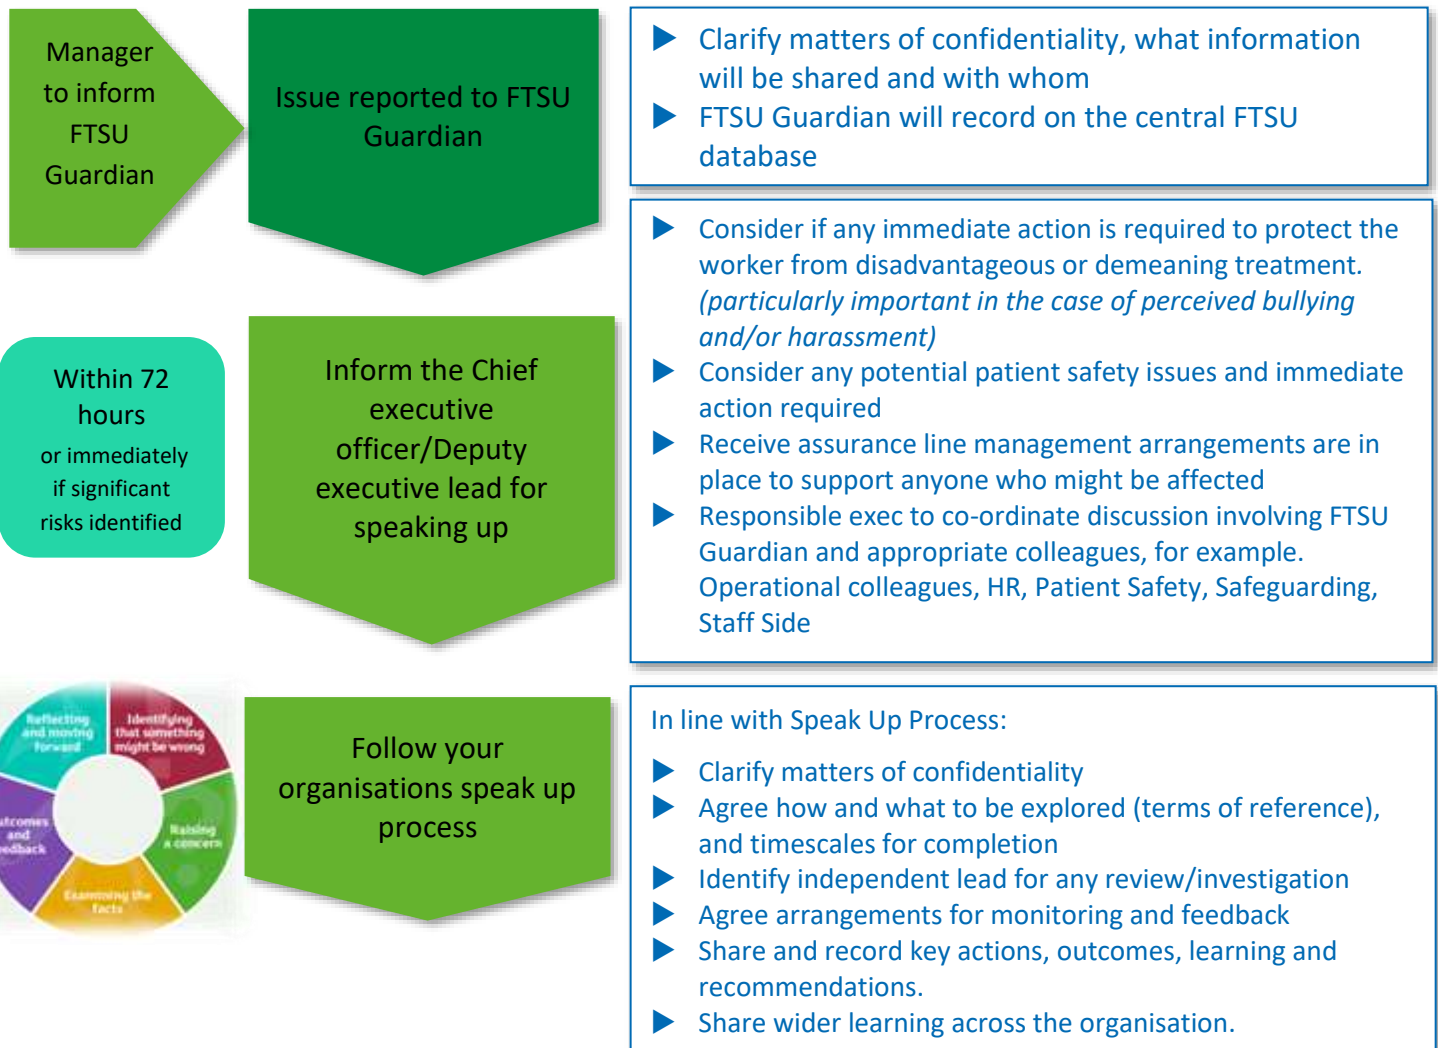 Manager
to inform
FTSU
Guardian
Issue reported to FTSU
Guardian
Clarify matters of confidentiality, what information
will be shared and with whom
FTSU Guardian will record on the central FTSU
database
Within 72
hours
or immediately
if significant
risks identified
Inform the Chief
executive
officer/Deputy
executive lead for
speaking up
Consider if any immediate action is required to protect the
worker from disadvantageous or demeaning treatment.
(particularly important in the case of perceived bullying
and/or harassment)
Consider any potential patient safety issues and immediate
action required
Receive assurance line management arrangements are in
place to support anyone who might be affected
Responsible exec to co-ordinate discussion involving FTSU
Guardian and appropriate colleagues, for example.
Operational colleagues, HR, Patient Safety, Safeguarding,
Staff Side
Reflecting
and moving
forward
Identifying
that something
might be wrong
Raising
a concern
Examining the
facts
and
Follow your
organisations speak up
process
In line with Speak Up Process:
Clarify matters of confidentiality
Agree how and what to be explored (terms of reference),
and timescales for completion
Identify independent lead for any review/investigation
Agree arrangements for monitoring and feedback
Share and record key actions, outcomes, learning and
recommendations.
Share wider learning across the organisation.